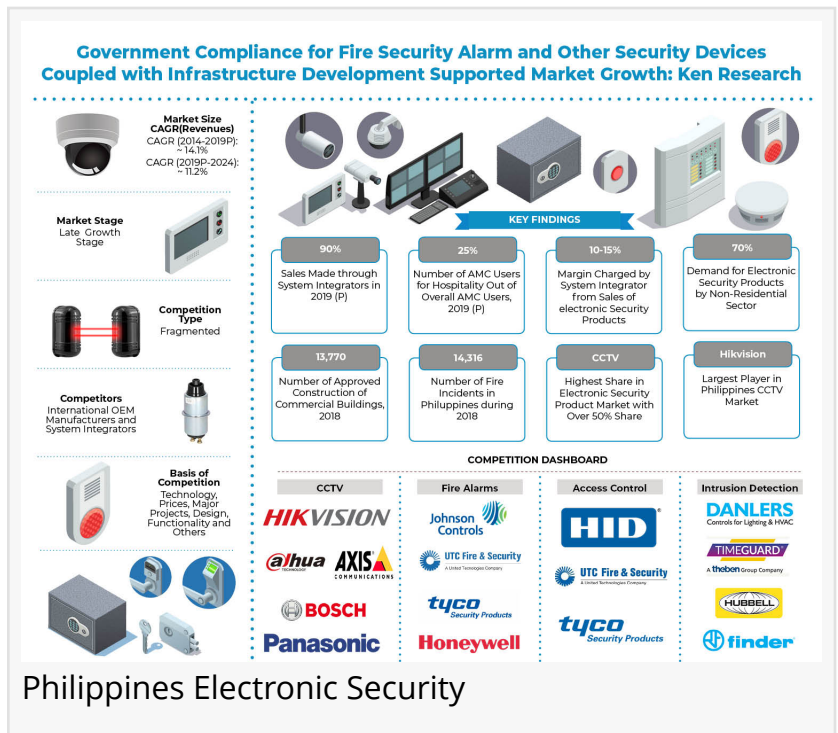 Government Compliance for Fire Security Alarm and Other Security Devices
Coupled with Infrastructure Development Supported Market Growth: Ken Research
Market Size
CAGR(Revenues)
CAGR (2014-2019P):
~ 14.1%
CAGR (2019P-2024):
~ 11.2%
Market Stage
Late Growth
Stage
Competition
Type
Fragmented
Competitors
International OEM
Manufacturers and
System Integrators
Basis of
Competition
Technology,
Prices, Major
Projects, Design,
Functionality and
Others
KEY FINDINGS
90%
Sales Made through
System Integrators in
2019 (P)
25%
Number of AMC Users
for Hospitality Out of
Overall AMC Users,
2019 (P)
10-15%
Margin Charged by
System Integrator
from Sales of
electronic Security
Products
70%
Demand for Electronic
Security Products
by Non-Residential
Sector
13,770
Number of Approved
Construction of
Commercial Buildings,
2018
14,316
Number of Fire
Incidents in
Philuppines during
2018
CCTV
Highest Share in
Electronic Security
Product Market with
Over 50% Share
Hikvision
Largest Player in
Philippines CCTV
Market
COMPETITION DASHBOARD
CCTV
HIKVISION
alhua
TECHNOLOGY
AXIS
COMMUNICATIONS
BOSCH
Panasonic
Fire Alarms
Johnson
Controls
UTC Fire & Security
A United Technologies Company
tyco
Security Products
Honeywell
Access Control
HID
UTC Fire & Security
A United Technologies Company
tyco
Security Products
Intrusion Detection
DANLERS
Controls for Lighting & HVAC
TIMEGUARD
A theben Group Company
HUBBELL
finder
Philippines Electronic Security